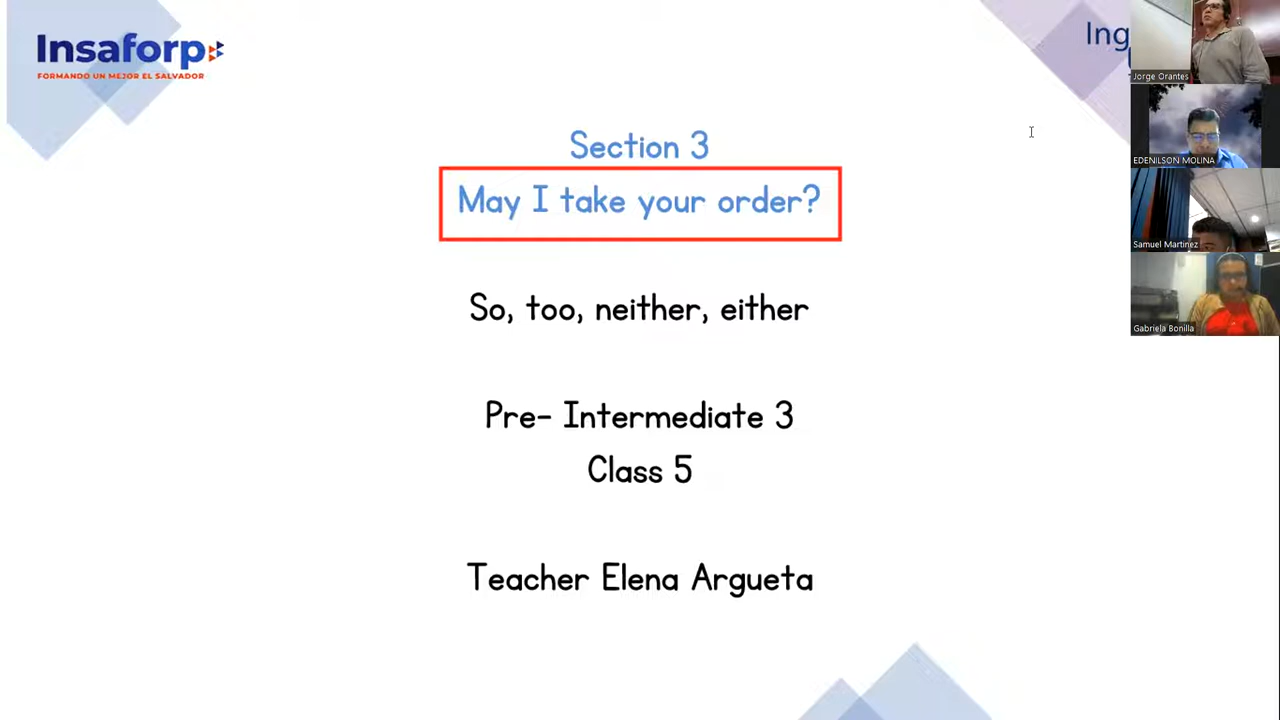 Insaforp
FORMANDO UN MEJOR EL SALVADOR
Section 3
May I take your order?
So, too, neither, either
Pre- Intermediate 3
Class 5
Teacher Elena Argueta
Jorge Orantes
EDENILSON MOLINA
Samuel Martinez
Gabriela Bonilla